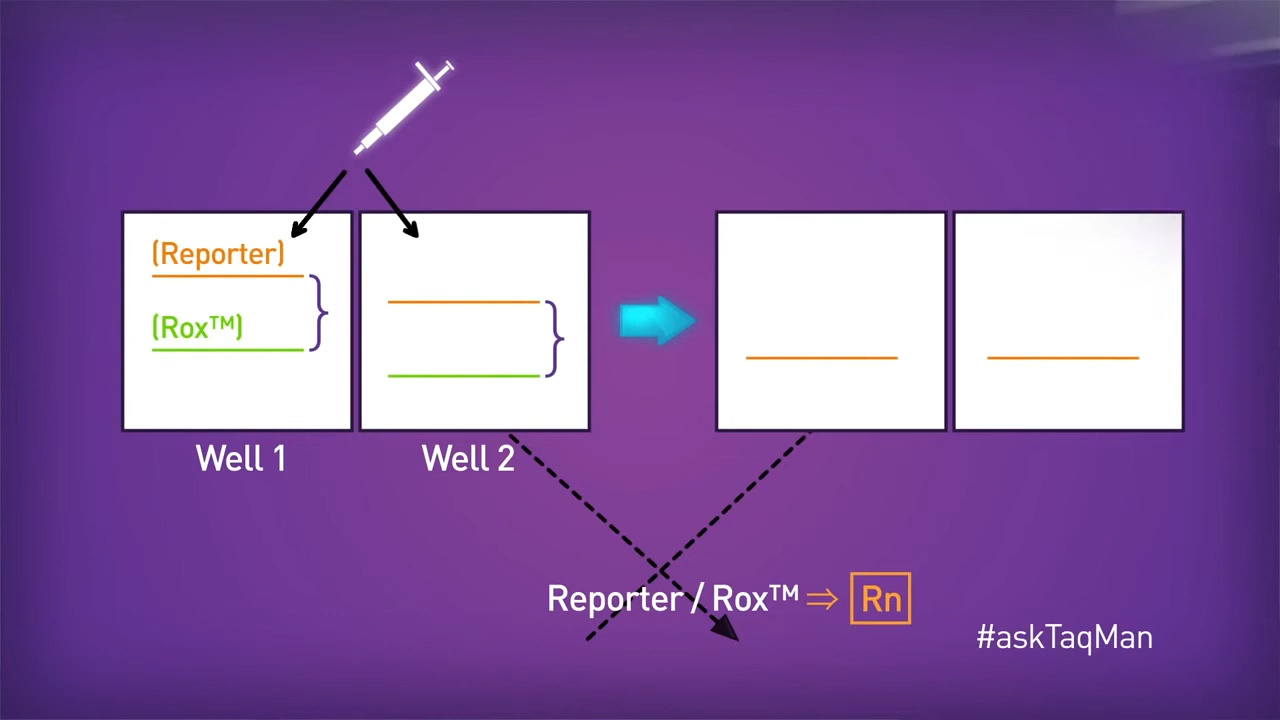 (Reporter)
(Rox™)
Well 1
Well 2
Reporter / Rox™ ⇒ Rn
#askTaqMan